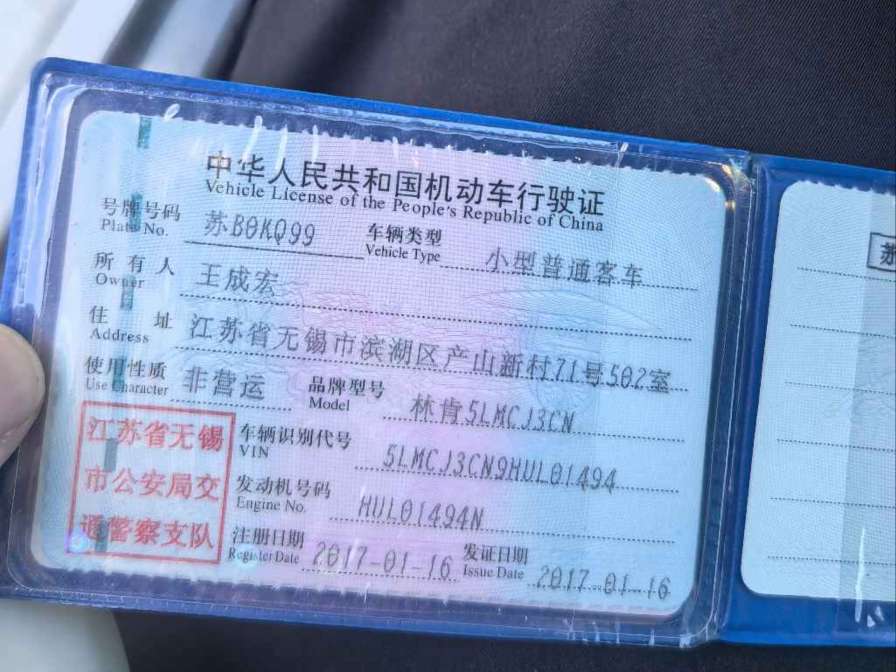 中华人民共和国机动车行驶证
Vehicle License of the People's Republic of China
号牌号码 苏B0KQ99 车辆类型 小型普通客车
Plate No. Vehicle Type
所有人 王成宏
Owner
住址 江苏省无锡市滨湖区产山新村71号502室
Address
使用性质 非营运 品牌型号 林肯5LMCJ3CN
Use Character Model
江苏省无锡
市公安局交
通警察支队
车辆识别代号 5LMCJ3CN9HUL01494
VIN
发动机号码 HUL01494N
Engine No.
注册日期 2017-01-16 发证日期 2017-01-16
Register Date Issue Date
苏